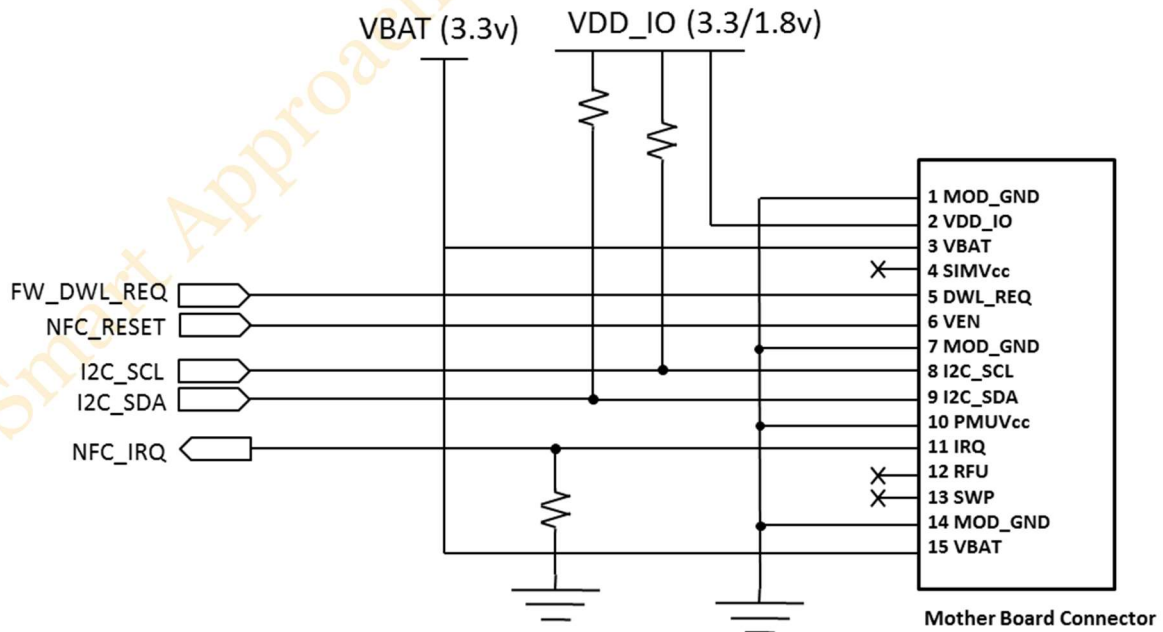 VBAT (3.3v)
VDD_IO (3.3/1.8v)
1 MOD_GND
2 VDD_IO
3 VBAT
4 SIMVcc
FW_DWL_REQ
5 DWL_REQ
NFC_RESET
6 VEN
7 MOD_GND
I2C_SCL
8 I2C_SCL
I2C_SDA
9 I2C_SDA
10 PMUVcc
NFC_IRQ
11 IRQ
12 RFU
13 SWP
14 MOD_GND
15 VBAT
Mother Board Connector
Smart Approach